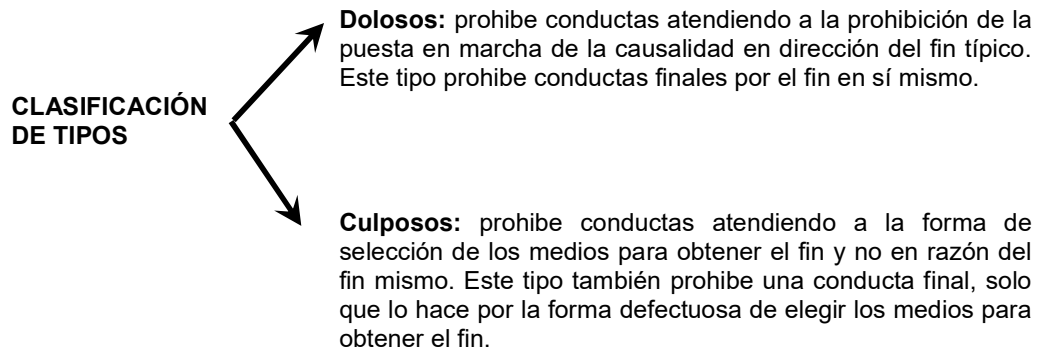 Dolosos: prohibe conductas atendiendo a la prohibición de la
puesta en marcha de la causalidad en dirección del fin típico.
Este tipo prohibe conductas finales por el fin en sí mismo.
CLASIFICACIÓN
DE TIPOS
Culposos: prohibe conductas atendiendo a la forma de
selección de los medios para obtener el fin y no en razón del
fin mismo. Este tipo también prohibe una conducta final, solo
que lo hace por la forma defectuosa de elegir los medios para
obtener el fin.